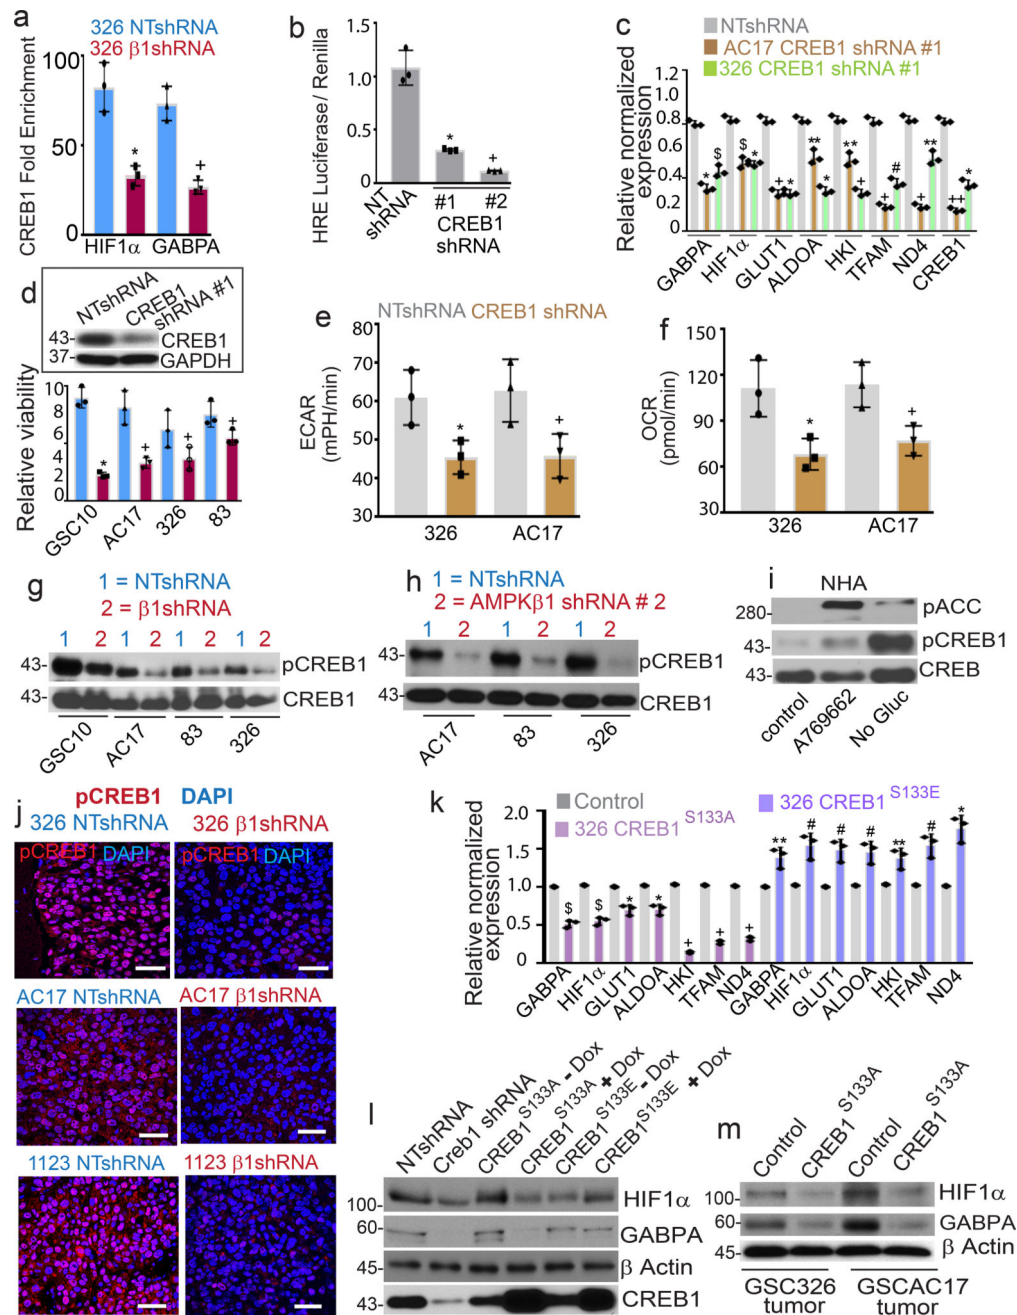 a
326 NTshRNA
326 β1shRNA
CREB1 Fold Enrichment
100
50
0
*
+
HIF1α GABPA
b
HRE Luciferase/ Renilla
1.5
1.0
0.5
0
*
+
NT shRNA
#1 #2
CREB1
shRNA
c
NTshRNA
AC17 CREB1 shRNA #1
326 CREB1 shRNA #1
Relative normalized
expression
1.2
0.8
0.4
0
* $ $ * + * ** * ** + + # + * ++ *
GABPA HIF1α GLUT1 ALDOA HKI TFAM ND4 CREB1
d
NTshRNA
CREB1
shRNA #1
43- CREB1
37- GAPDH
Relative viability
10
8
6
4
2
0
* + + +
GSC10 AC17 326 83
e
NTshRNA CREB1 shRNA
ECAR
(mPH/min)
80
70
60
50
40
30
* +
326 AC17
f
OCR
(pmol/min)
150
120
90
60
30
* +
326 AC17
g
1 = NTshRNA
2 = β1shRNA
1 2 1 2 1 2 1 2
43- pCREB1
43- CREB1
GSC10 AC17 83 326
h
1 = NTshRNA
2 = AMPKβ1 shRNA # 2
1 2 1 2 1 2
43- pCREB1
43- CREB1
AC17 83 326
i
NHA
280- pACC
43- pCREB1
43- CREB
control A769662 No Gluc
j
pCREB1 DAPI
326 NTshRNA 326 β1shRNA
pCREB1 DAPI pCREB1 DAPI
AC17 NTshRNA AC17 β1shRNA
1123 NTshRNA 1123 β1shRNA
k
Control
326 CREB1 S133A
326 CREB1 S133E
Relative normalized
expression
2.0
1.5
1.0
0.5
0
$ $ * * + + + ** # # # ** # *
GABPA HIF1α GLUT1 ALDOA HKI TFAM ND4 GABPA HIF1α GLUT1 ALDOA HKI TFAM ND4
l
NTshRNA
Creb1 shRNA
CREB1 S133A - Dox
CREB1 S133A + Dox
CREB1 S133E - Dox
CREB1 S133E + Dox
100- HIF1α
60- GABPA
45- β Actin
43- CREB1
m
Control
CREB1 S133A
Control
CREB1 S133A
100- HIF1α
60- GABPA
45- β Actin
GSC326
tumor
GSCAC17
tumor